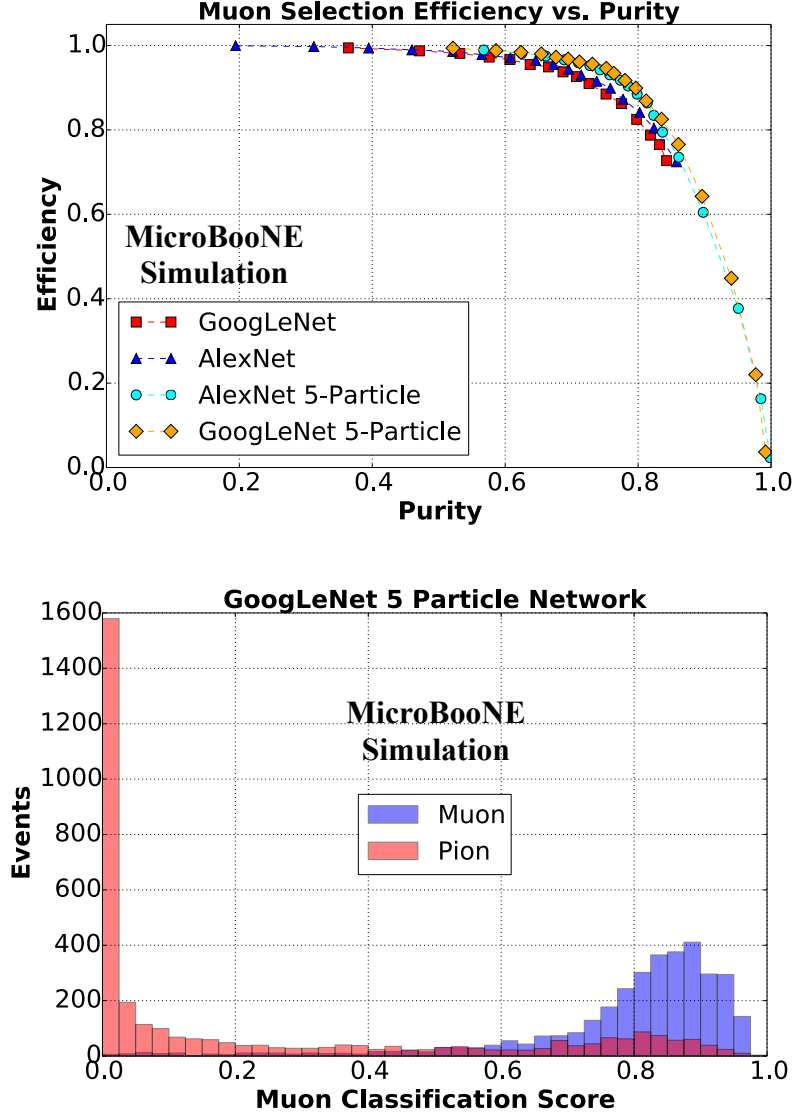 Muon Selection Efficiency vs. Purity
1.0
0.8
0.6
0.4
0.2
0.0
Efficiency
MicroBooNE
Simulation
GoogLeNet
AlexNet
AlexNet 5-Particle
GoogLeNet 5-Particle
0.0 0.2 0.4 0.6 0.8 1.0
Purity
GoogLeNet 5 Particle Network
1600
1400
1200
1000
800
600
400
200
0
Events
MicroBooNE
Simulation
Muon
Pion
0.0 0.2 0.4 0.6 0.8 1.0
Muon Classification Score